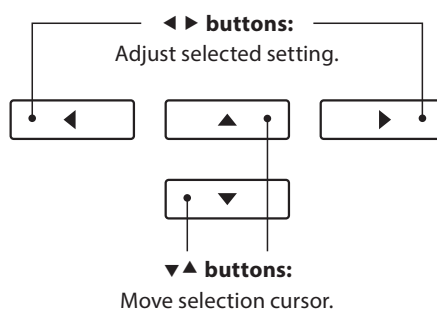 ◀ ▶ buttons:
Adjust selected setting.
◀
▲
▶
▼
▼▲ buttons:
Move selection cursor.